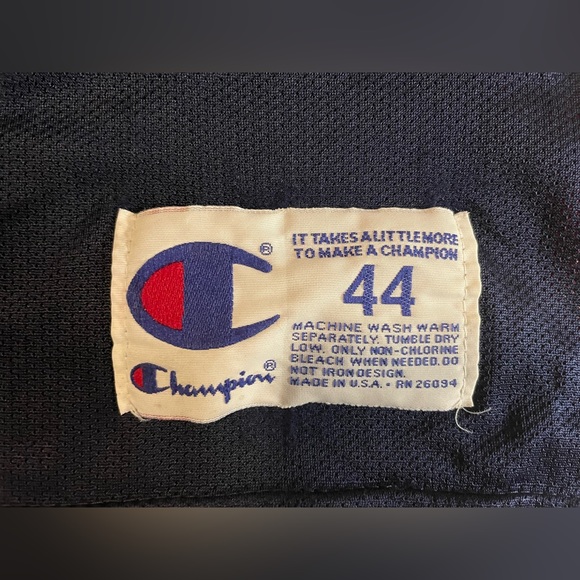 IT TAKES A LITTLE MORE
TO MAKE A CHAMPION
44
MACHINE WASH WARM
SEPARATELY. TUMBLE DRY
LOW. ONLY NON-CHLORINE
BLEACH WHEN NEEDED. DO
NOT IRON DESIGN.
MADE IN U.S.A. • RN 26094
®
Champion®